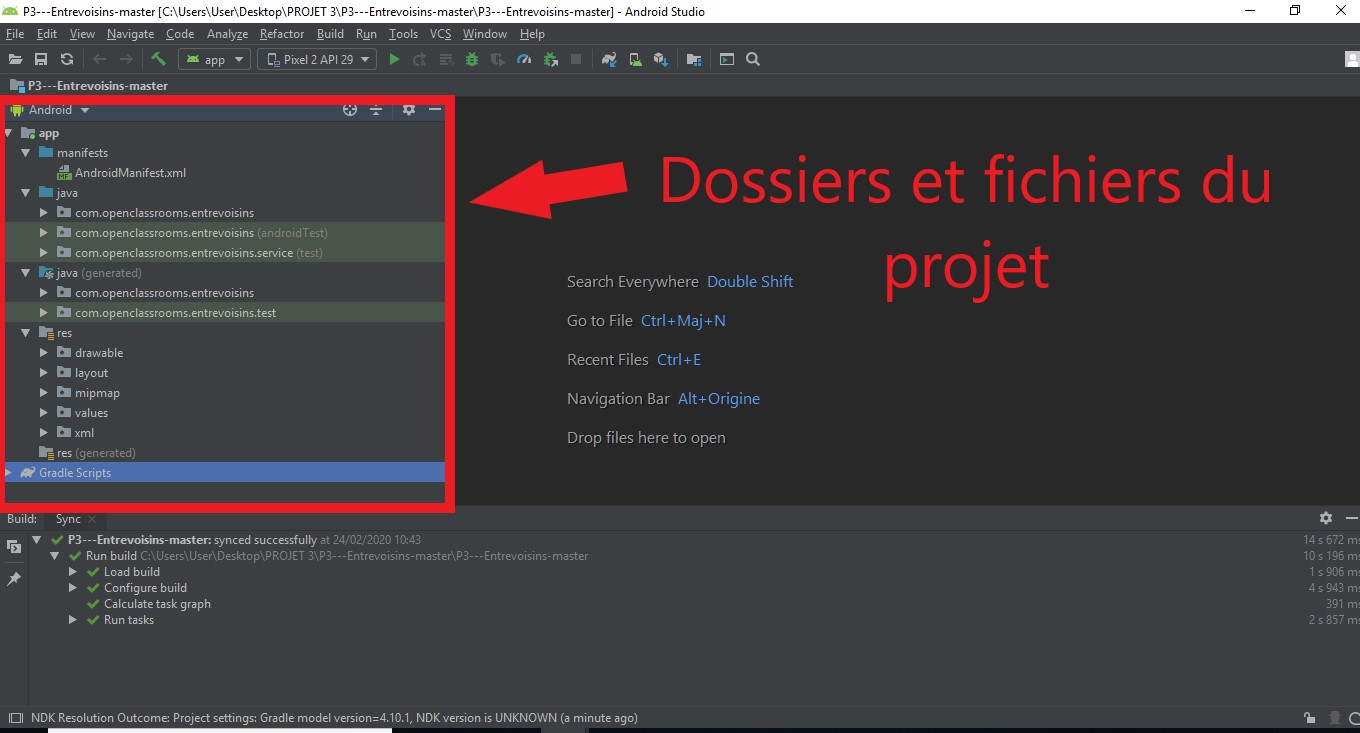 P3---Entrevoisins-master [C:\Users\User\Desktop\PROJET 3\P3---Entrevoisins-master\P3---Entrevoisins-master] - Android Studio
File Edit View Navigate Code Analyze Refactor Build Run Tools VCS Window Help
app Pixel 2 API 29
P3---Entrevoisins-master
Android
app
manifests
MF AndroidManifest.xml
java
com.openclassrooms.entrevoisins
com.openclassrooms.entrevoisins (androidTest)
com.openclassrooms.entrevoisins.service (test)
java (generated)
com.openclassrooms.entrevoisins
com.openclassrooms.entrevoisins.test
res
drawable
layout
mipmap
values
xml
res (generated)
Gradle Scripts
Dossiers et fichiers du
projet
Search Everywhere Double Shift
Go to File Ctrl+Maj+N
Recent Files Ctrl+E
Navigation Bar Alt+Origine
Drop files here to open
Build: Sync
P3---Entrevoisins-master: synced successfully at 24/02/2020 10:43 14 s 672 ms
Run build C:\Users\User\Desktop\PROJET 3\P3---Entrevoisins-master\P3---Entrevoisins-master 10 s 196 ms
Load build 1 s 906 ms
Configure build 4 s 943 ms
Calculate task graph 391 ms
Run tasks 2 s 857 ms
NDK Resolution Outcome: Project settings: Gradle model version=4.10.1, NDK version is UNKNOWN (a minute ago)